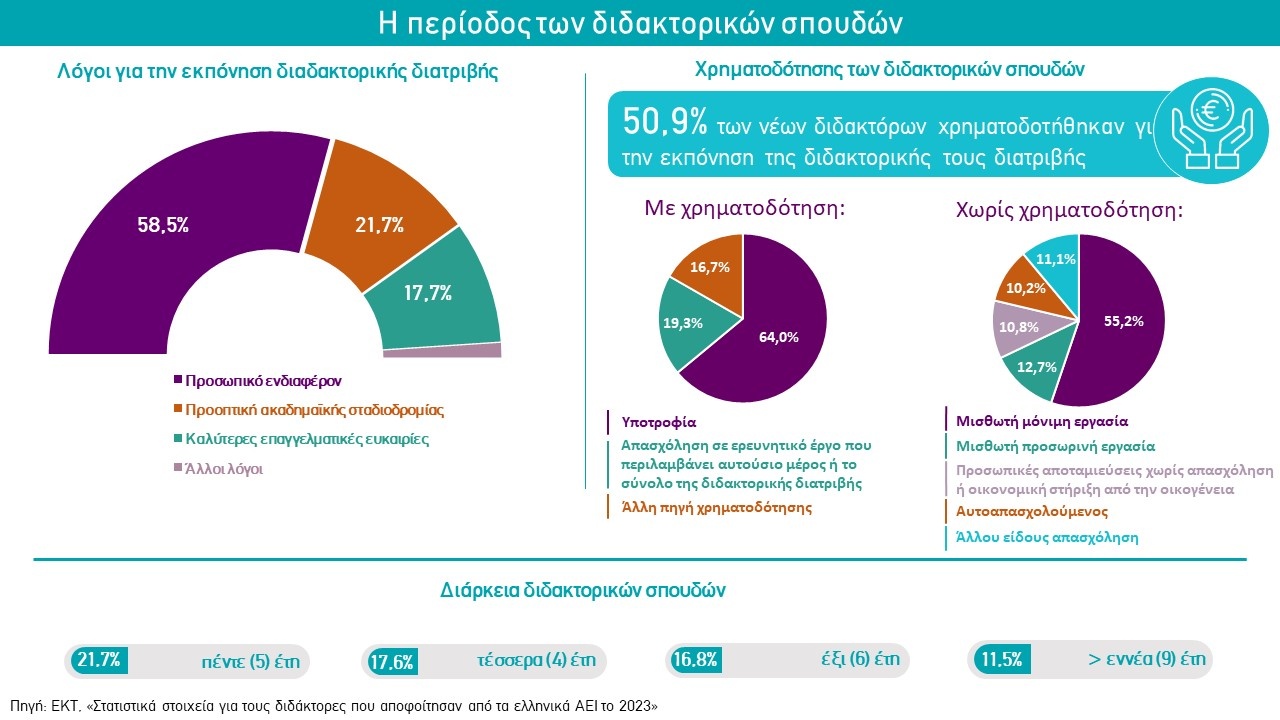 Η περίοδος των διδακτορικών σπουδών
Λόγοι για την εκπόνηση διαδακτορικής διατριβής
58,5%
21,7%
17,7%
Προσωπικό ενδιαφέρον
Προοπτική ακαδημαϊκής σταδιοδρομίας
Καλύτερες επαγγελματικές ευκαιρίες
Άλλοι λόγοι
Χρηματοδότησης των διδακτορικών σπουδών
50,9% των νέων διδακτόρων χρηματοδοτήθηκαν γι
την εκπόνηση της διδακτορικής τους διατριβής
€
Με χρηματοδότηση:
16,7%
19,3%
64,0%
Υποτροφία
Απασχόληση σε ερευνητικό έργο που
περιλαμβάνει αυτούσιο μέρος ή το
σύνολο της διδακτορικής διατριβής
Άλλη πηγή χρηματοδότησης
Χωρίς χρηματοδότηση:
11,1%
10,2%
10,8%
12,7%
55,2%
Μισθωτή μόνιμη εργασία
Μισθωτή προσωρινή εργασία
Προσωπικές αποταμιεύσεις χωρίς απασχόληση
ή οικονομική στήριξη από την οικογένεια
Αυτοαπασχολούμενος
Άλλου είδους απασχόληση
Διάρκεια διδακτορικών σπουδών
21,7% πέντε (5) έτη
17,6% τέσσερα (4) έτη
16,8% έξι (6) έτη
11,5% > εννέα (9) έτη
Πηγή: ΕΚΤ, «Στατιστικά στοιχεία για τους διδάκτορες που αποφοίτησαν από τα ελληνικά ΑΕΙ το 2023»